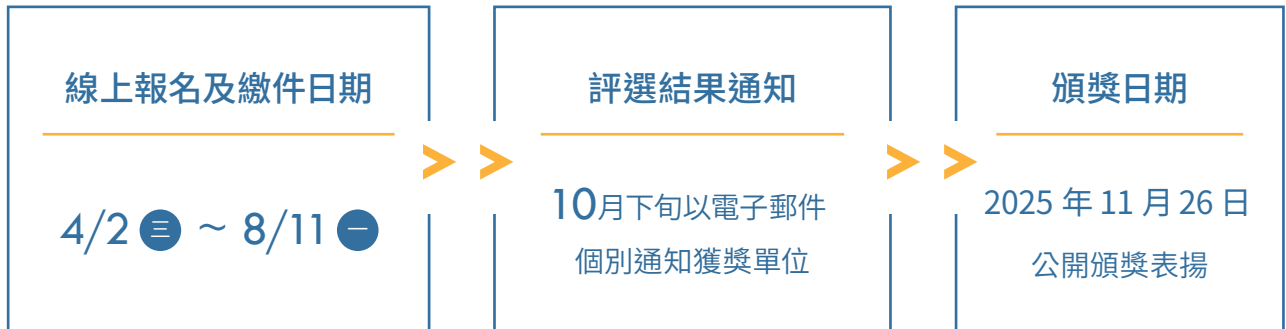 線上報名及繳件日期
4/2 三 ~ 8/11 一
評選結果通知
10月下旬以電子郵件
個別通知獲獎單位
頒獎日期
2025 年 11 月 26 日
公開頒獎表揚